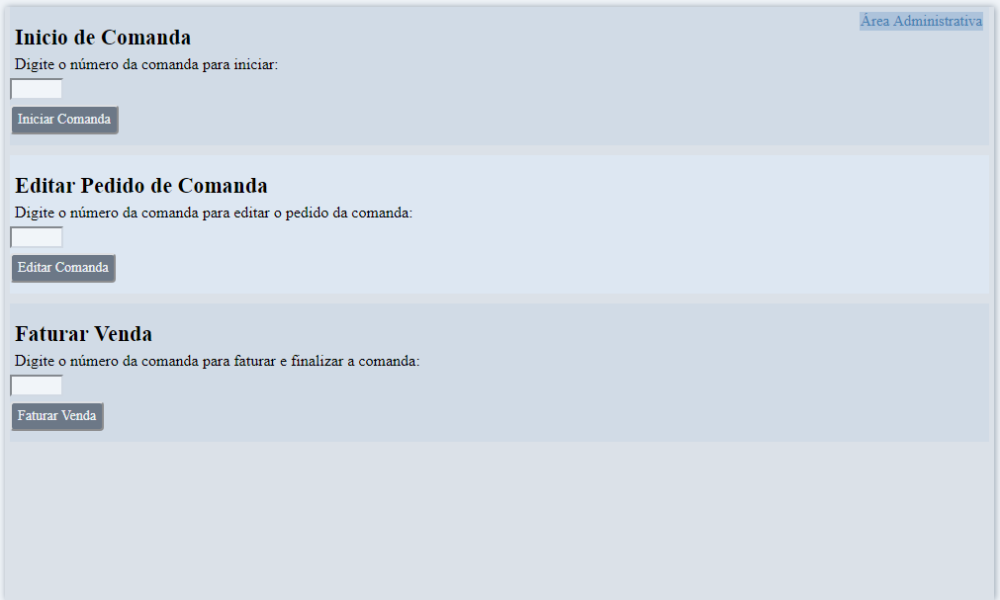 Área Administrativa
Inicio de Comanda
Digite o número da comanda para iniciar:
Iniciar Comanda
Editar Pedido de Comanda
Digite o número da comanda para editar o pedido da comanda:
Editar Comanda
Faturar Venda
Digite o número da comanda para faturar e finalizar a comanda:
Faturar Venda